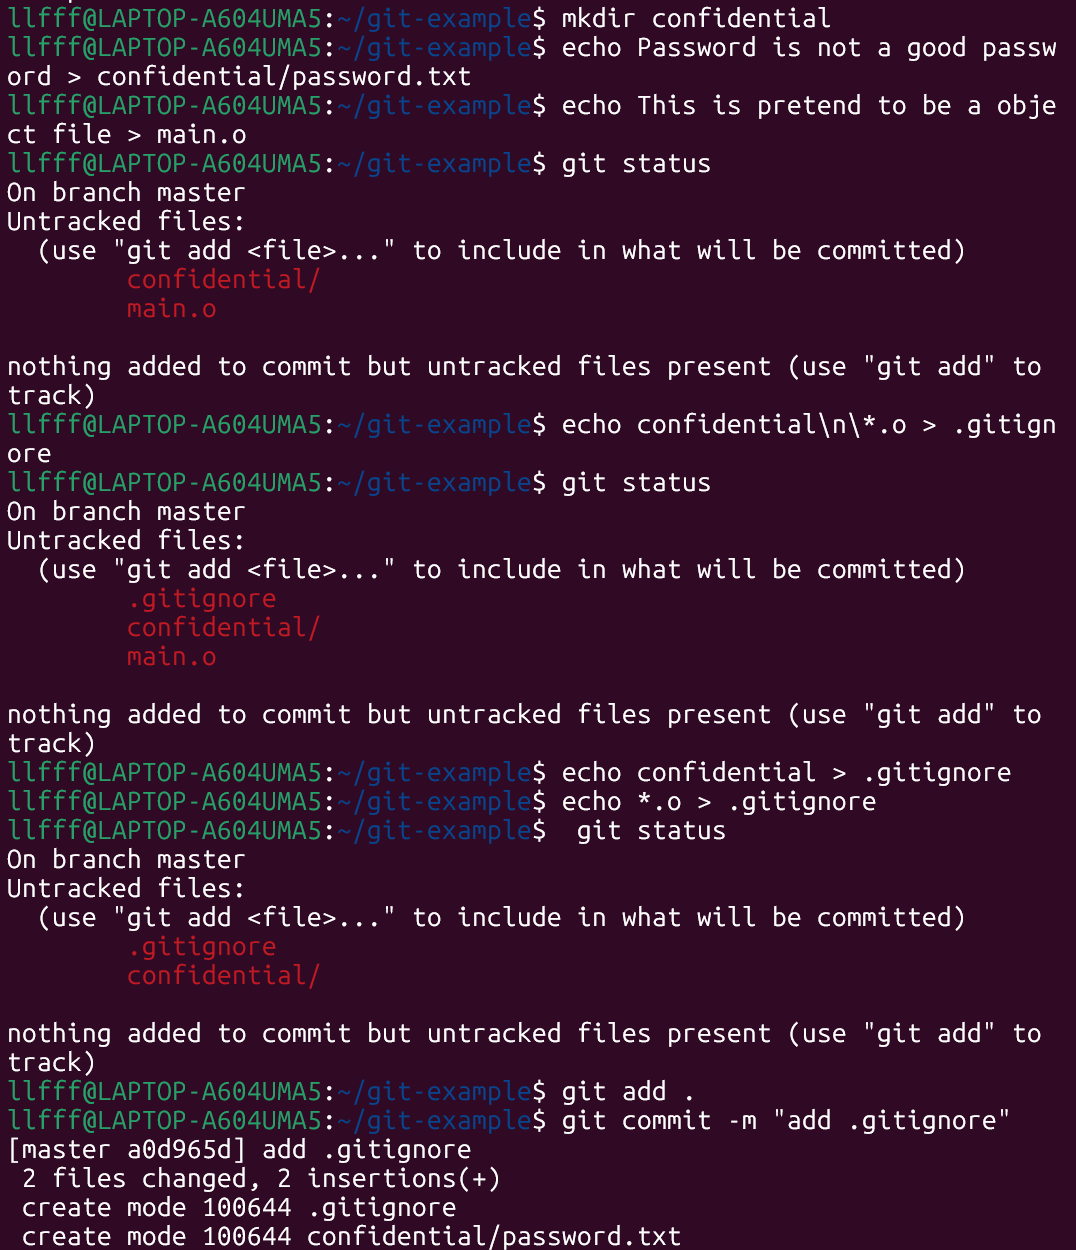 llfff@LAPTOP-A604UMA5:~/git-example$ mkdir confidential
llfff@LAPTOP-A604UMA5:~/git-example$ echo Password is not a good passw
ord > confidential/password.txt
llfff@LAPTOP-A604UMA5:~/git-example$ echo This is pretend to be a obje
ct file > main.o
llfff@LAPTOP-A604UMA5:~/git-example$ git status
On branch master
Untracked files:
  (use "git add <file>..." to include in what will be committed)
        confidential/
        main.o

nothing added to commit but untracked files present (use "git add" to
track)
llfff@LAPTOP-A604UMA5:~/git-example$ echo confidential\n\*.o > .gitign
ore
llfff@LAPTOP-A604UMA5:~/git-example$ git status
On branch master
Untracked files:
  (use "git add <file>..." to include in what will be committed)
        .gitignore
        confidential/
        main.o

nothing added to commit but untracked files present (use "git add" to
track)
llfff@LAPTOP-A604UMA5:~/git-example$ echo confidential > .gitignore
llfff@LAPTOP-A604UMA5:~/git-example$ echo *.o > .gitignore
llfff@LAPTOP-A604UMA5:~/git-example$  git status
On branch master
Untracked files:
  (use "git add <file>..." to include in what will be committed)
        .gitignore
        confidential/

nothing added to commit but untracked files present (use "git add" to
track)
llfff@LAPTOP-A604UMA5:~/git-example$ git add .
llfff@LAPTOP-A604UMA5:~/git-example$ git commit -m "add .gitignore"
[master a0d965d] add .gitignore
 2 files changed, 2 insertions(+)
 create mode 100644 .gitignore
 create mode 100644 confidential/password.txt